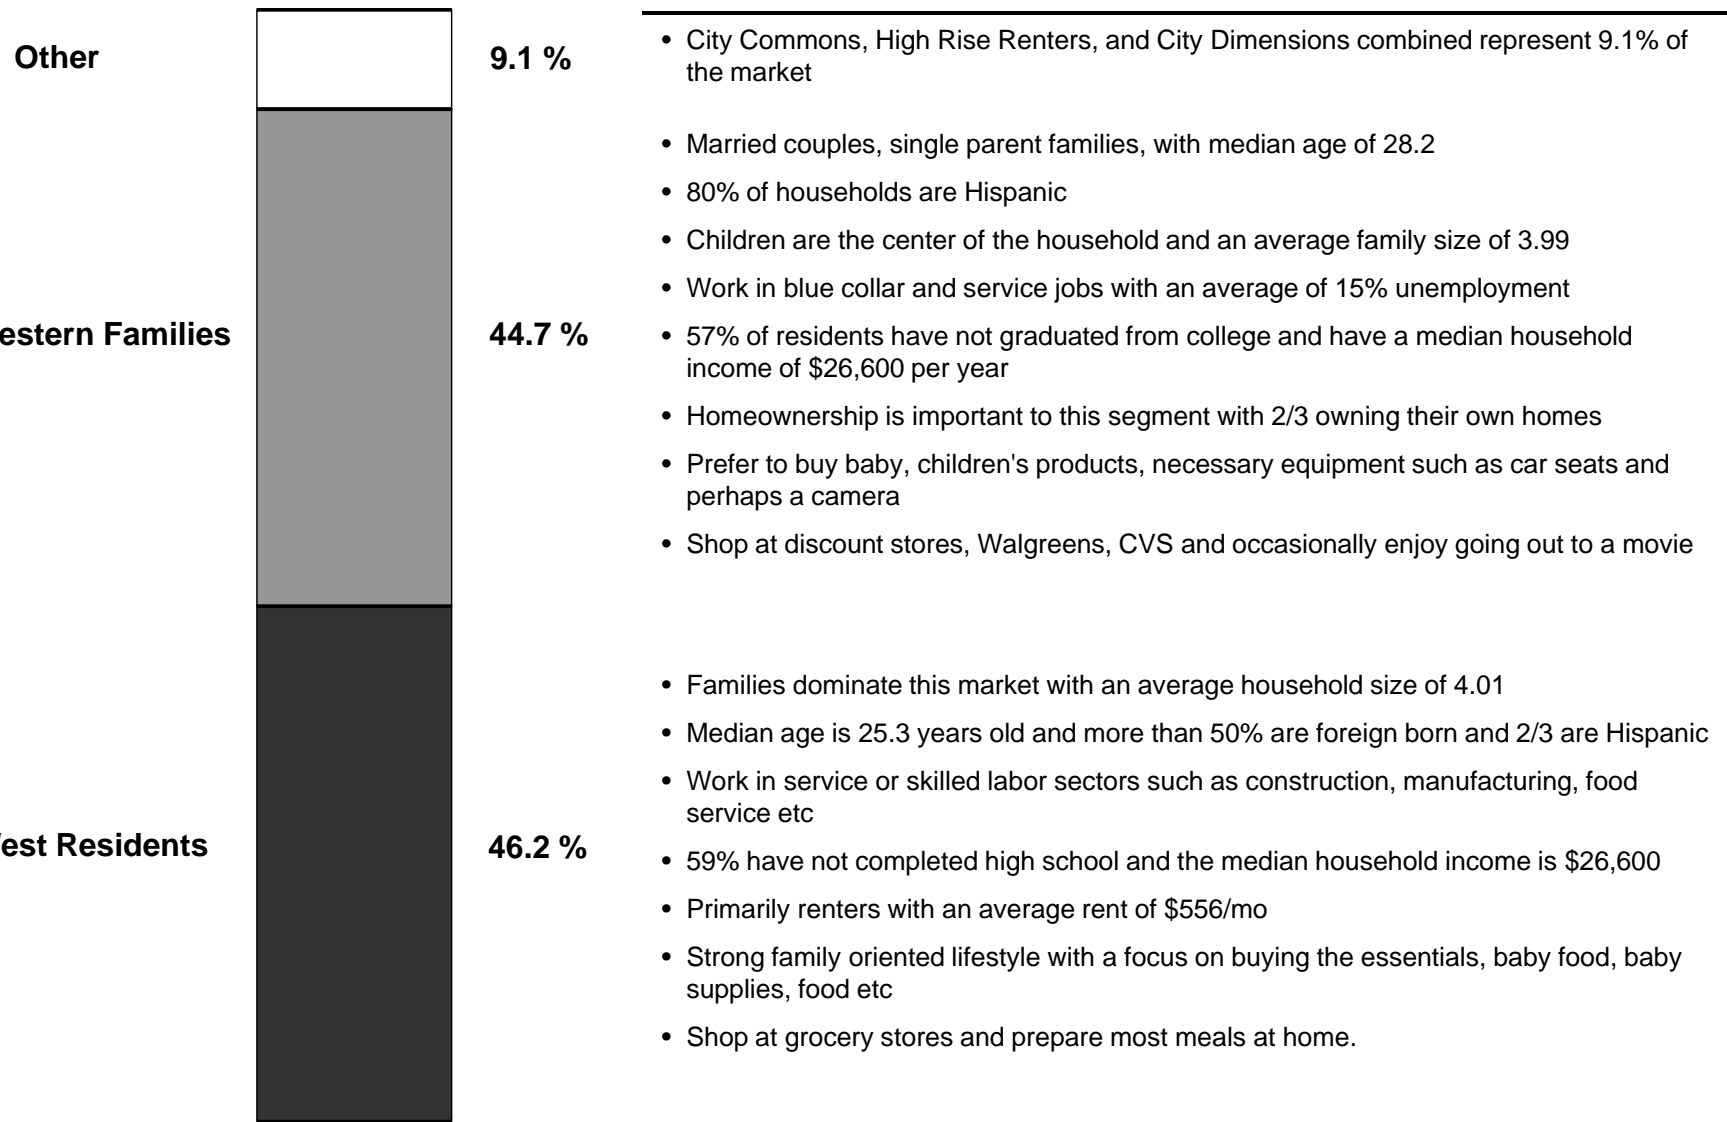 Other
9.1 %
• City Commons, High Rise Renters, and City Dimensions combined represent 9.1% of
the market
estern Families
44.7 %
• Married couples, single parent families, with median age of 28.2
• 80% of households are Hispanic
• Children are the center of the household and an average family size of 3.99
• Work in blue collar and service jobs with an average of 15% unemployment
• 57% of residents have not graduated from college and have a median household
income of $26,600 per year
• Homeownership is important to this segment with 2/3 owning their own homes
• Prefer to buy baby, children's products, necessary equipment such as car seats and
perhaps a camera
• Shop at discount stores, Walgreens, CVS and occasionally enjoy going out to a movie
est Residents
46.2 %
• Families dominate this market with an average household size of 4.01
• Median age is 25.3 years old and more than 50% are foreign born and 2/3 are Hispanic
• Work in service or skilled labor sectors such as construction, manufacturing, food
service etc
• 59% have not completed high school and the median household income is $26,600
• Primarily renters with an average rent of $556/mo
• Strong family oriented lifestyle with a focus on buying the essentials, baby food, baby
supplies, food etc
• Shop at grocery stores and prepare most meals at home.